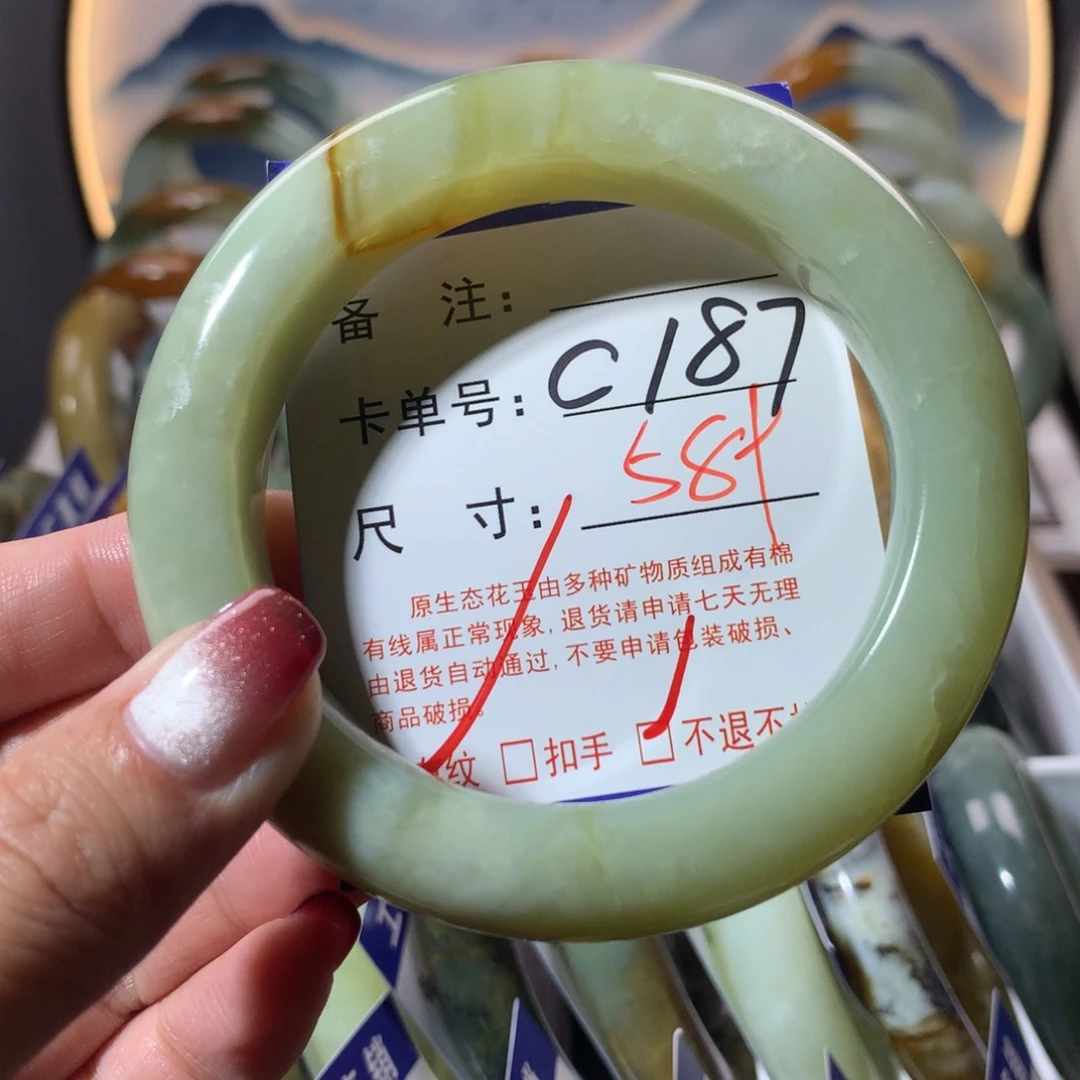 备 注:
卡单号: C187
尺 寸: 58+
原生态花玉由多种矿物质组成有棉
有线属正常现象, 退货请申请七天无理
由退货自动通过, 不要申请包装破损、
商品破损。
纹 □扣手 □不退不